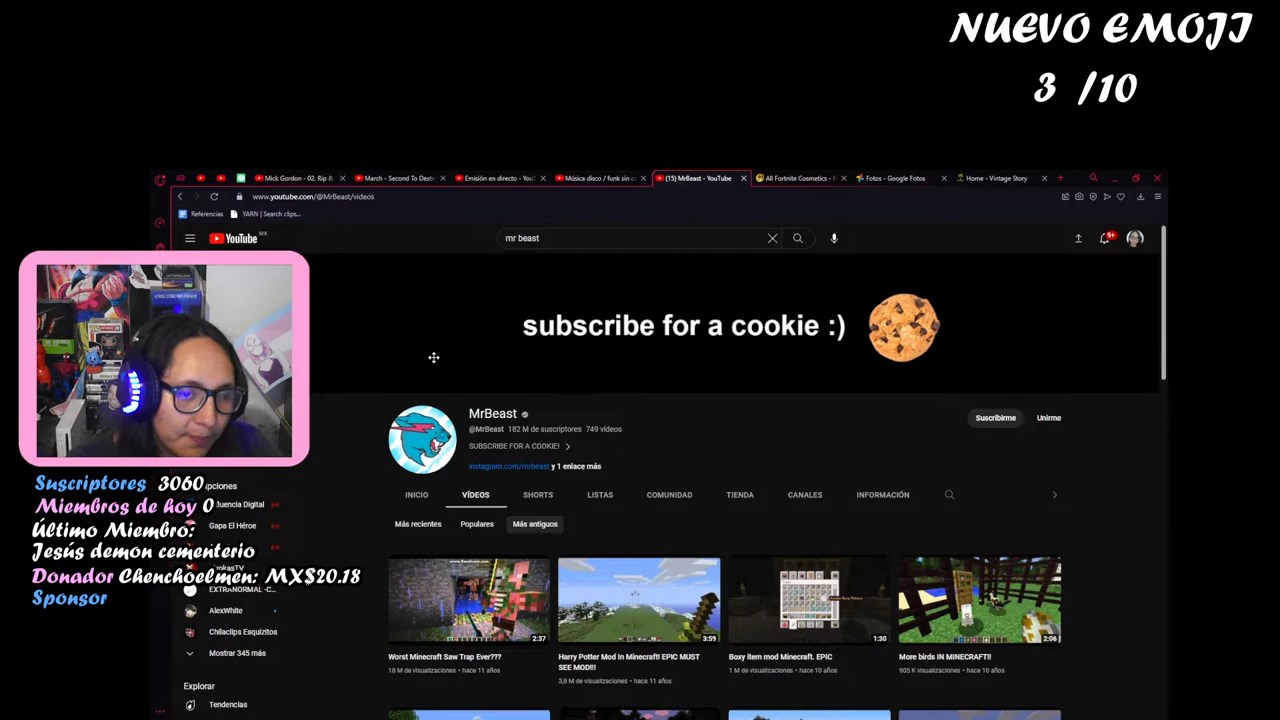 NUEVO EMOJI
3 /10
Mick Gordon - 02. Rip &
March - Second To Destr
Emisión en directo - YouT
Música disco / funk sin c
(15) MrBeast - YouTube
All Fortnite Cosmetics - F
Fotos - Google Fotos
Home - Vintage Story
www.youtube.com/@MrBeast/videos
Referencias
YARN | Search clips...
YouTube MX
mr beast
9+
subscribe for a cookie :)
MrBeast
@MrBeast 182 M de suscriptores 749 videos
SUBSCRIBE FOR A COOKIE!
instagram.com/mrbeast y 1 enlace más
Suscribirme
Unirme
INICIO
VÍDEOS
SHORTS
LISTAS
COMUNIDAD
TIENDA
CANALES
INFORMACIÓN
Más recientes
Populares
Más antiguos
Suscriptores 3060
pciones
Miembros de hoy 0
fluencia Digital
Último Miembro:
Gapa El Héroe
Jesús demon cementerio
Donador Chenchoelmen: MX$20.18
EXTRANORMAL -C...
Sponsor
AlexWhite
Chilaclips Esquizitos
Mostrar 345 más
Explorar
Tendencias
2:37
Worst Minecraft Saw Trap Ever???
18 M de visualizaciones • hace 11 años
3:59
Harry Potter Mod In Minecraft! EPIC MUST
SEE MOD!!!
3,8 M de visualizaciones • hace 11 años
1:30
Boxy item mod Minecraft. EPIC
1 M de visualizaciones • hace 10 años
2:06
More birds IN MINECRAFT!!
905 K visualizaciones • hace 10 años